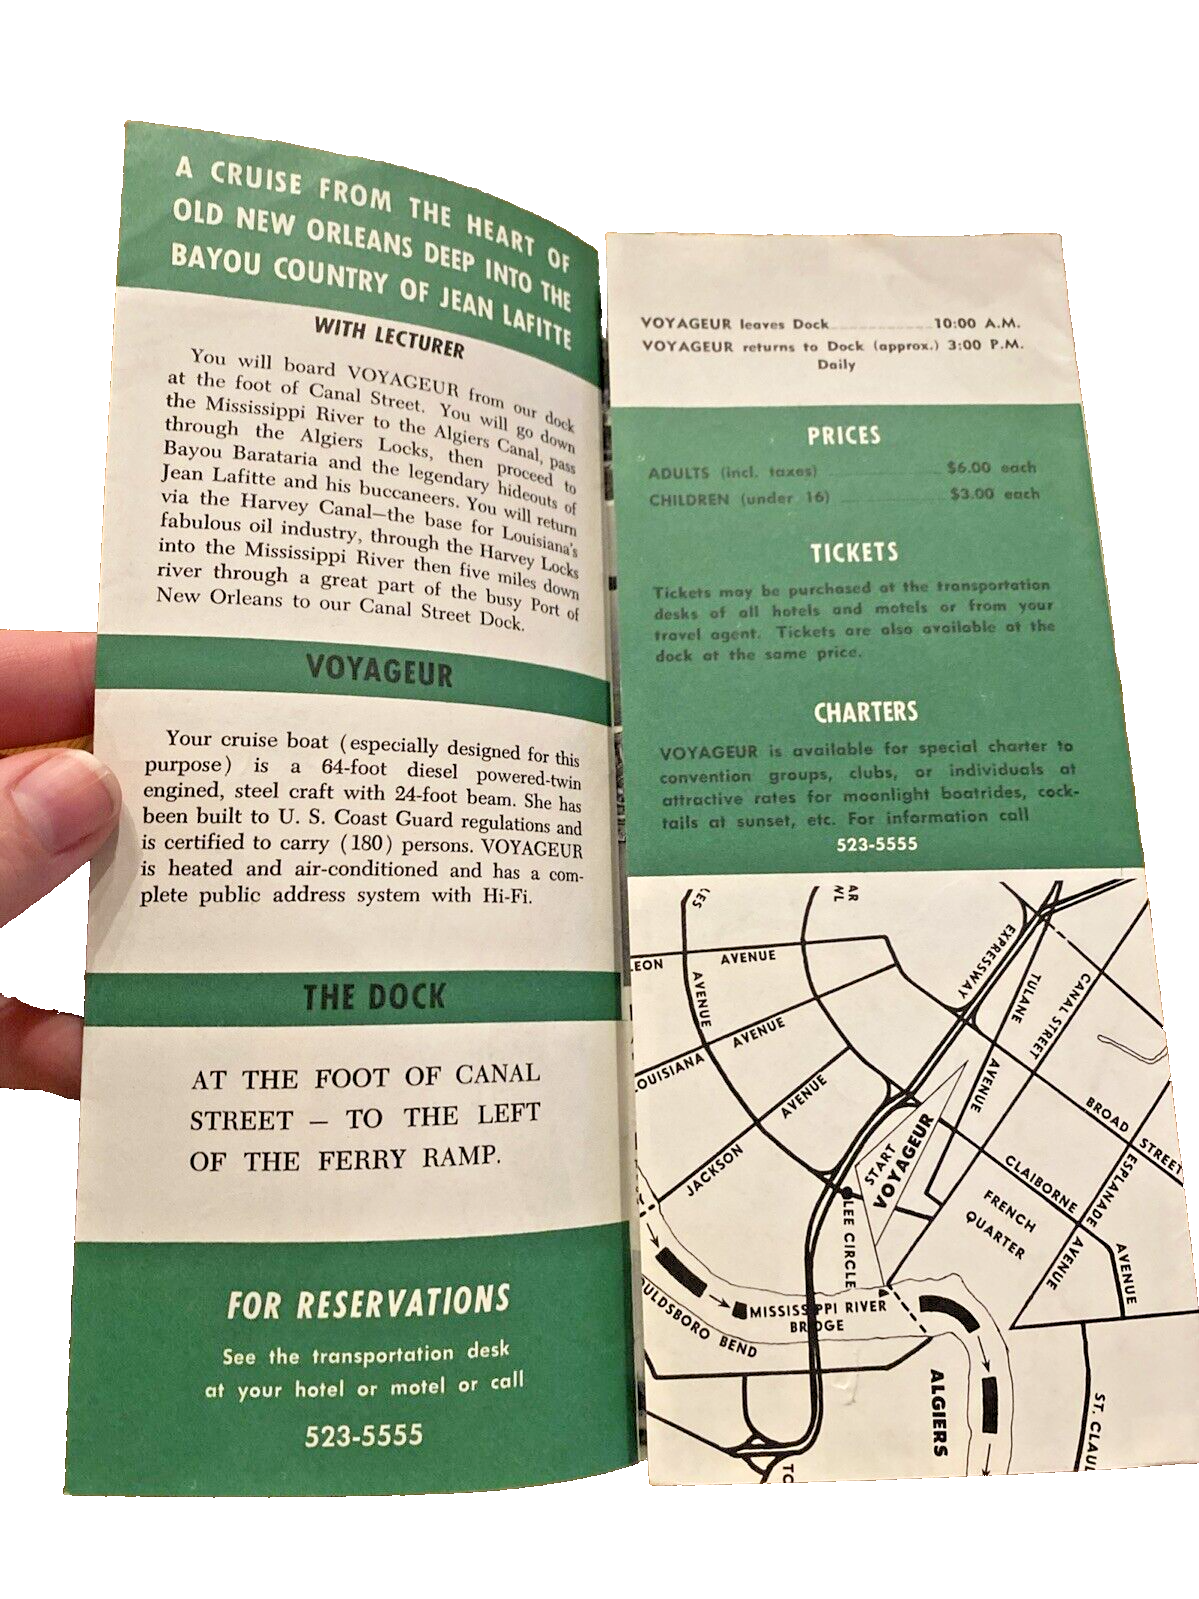 A CRUISE FROM THE HEART OF
OLD NEW ORLEANS DEEP INTO THE
BAYOU COUNTRY OF JEAN LAFITTE
WITH LECTURER
You will board VOYAGEUR from our dock
at the foot of Canal Street. You will go down
the Mississippi River to the Algiers Canal, pass
through the Algiers Locks, then proceed to
Bayou Barataria and the legendary hideouts of
Jean Lafitte and his buccaneers. You will return
via the Harvey Canal—the base for Louisiana's
fabulous oil industry, through the Harvey Locks
into the Mississippi River then five miles down
river through a great part of the busy Port of
New Orleans to our Canal Street Dock.
VOYAGEUR
Your cruise boat (especially designed for this
purpose) is a 64-foot diesel powered-twin
engined, steel craft with 24-foot beam. She has
been built to U. S. Coast Guard regulations and
is certified to carry (180) persons. VOYAGEUR
is heated and air-conditioned and has a com-
plete public address system with Hi-Fi.
THE DOCK
AT THE FOOT OF CANAL
STREET – TO THE LEFT
OF THE FERRY RAMP.
FOR RESERVATIONS
See the transportation desk
at your hotel or motel or call
523-5555
VOYAGEUR leaves Dock 10:00 A.M.
VOYAGEUR returns to Dock (approx.) 3:00 P.M.
Daily
PRICES
ADULTS (incl. taxes) $6.00 each
CHILDREN (under 16) $3.00 each
TICKETS
Tickets may be purchased at the transportation
desks of all hotels and motels or from your
travel agent. Tickets are also available at the
dock at the same price.
CHARTERS
VOYAGEUR is available for special charter to
convention groups, clubs, or individuals at
attractive rates for moonlight boatrides, cock-
tails at sunset, etc. For information call
523-5555
LES
AR
WL
EXPRESSWAY
LEON AVENUE
AVENUE
TULANE
CANAL STREET
OUISIANA AVENUE
AVENUE
AVENUE
BROAD STREET
JACKSON
START
VOYAGEUR
CLAIBORNE
ESPLANADE
FRENCH
QUARTER
LEE CIRCLE
AVENUE
AVENUE
MISSISSIPPI RIVER
BRIDGE
OULDSBORO BEND
ALGIERS
ST. CLAU
TO